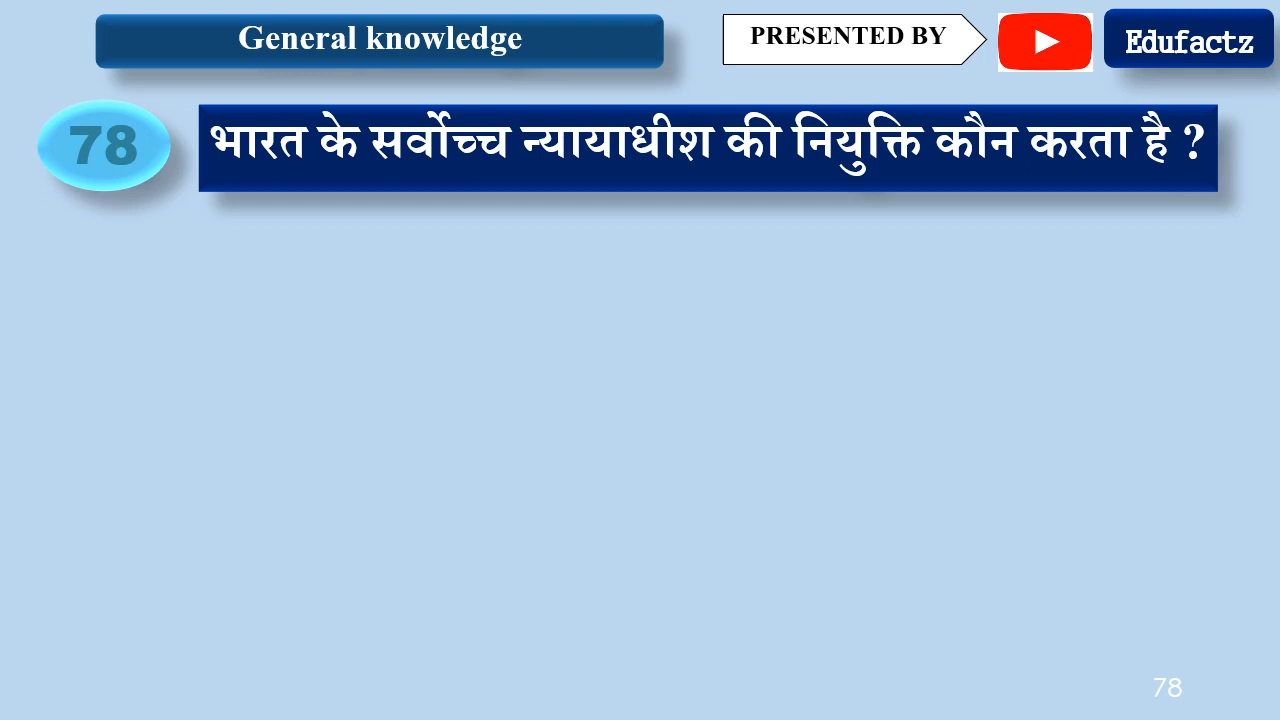 General knowledge
PRESENTED BY
Edufactz
78
भारत के सर्वोच्च न्यायाधीश की नियुक्ति कौन करता है ?
78